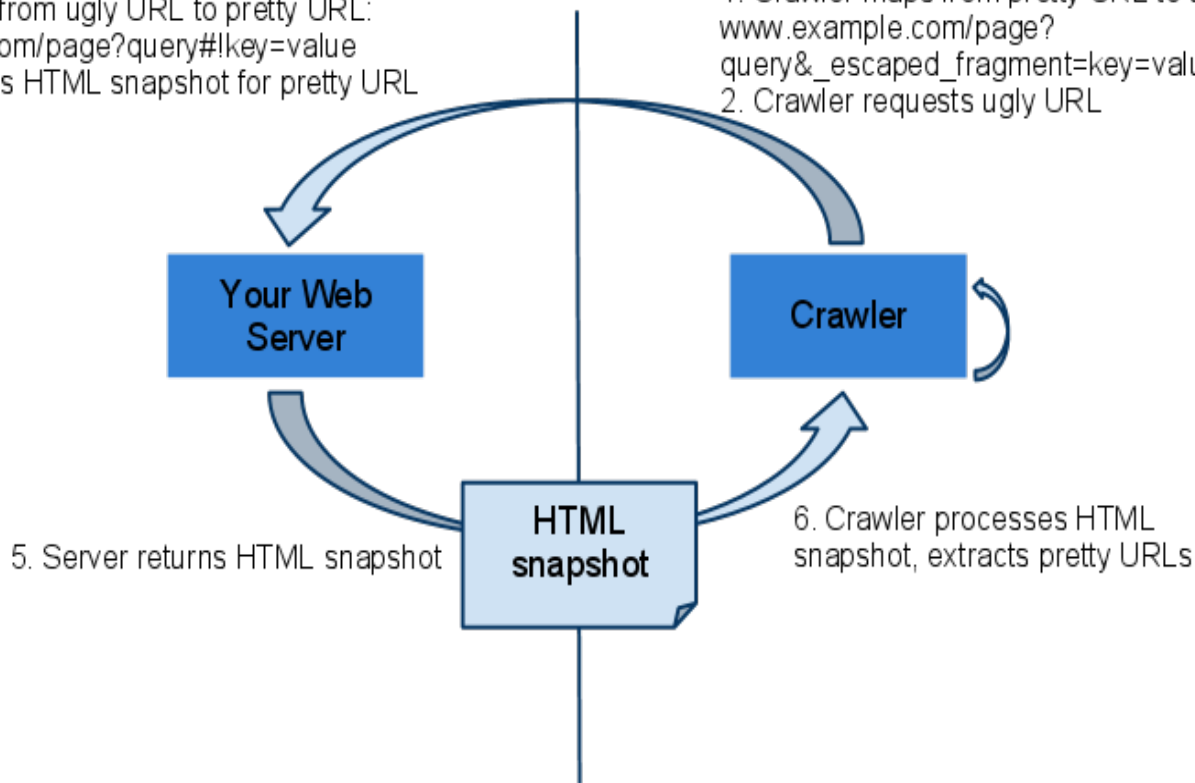 from ugly URL to pretty URL:
om/page?query#!key=value
s HTML snapshot for pretty URL
www.example.com/page?
query&_escaped_fragment=key=valu
2. Crawler requests ugly URL
Your Web
Server
Crawler
HTML
snapshot
5. Server returns HTML snapshot
6. Crawler processes HTML
snapshot, extracts pretty URLs